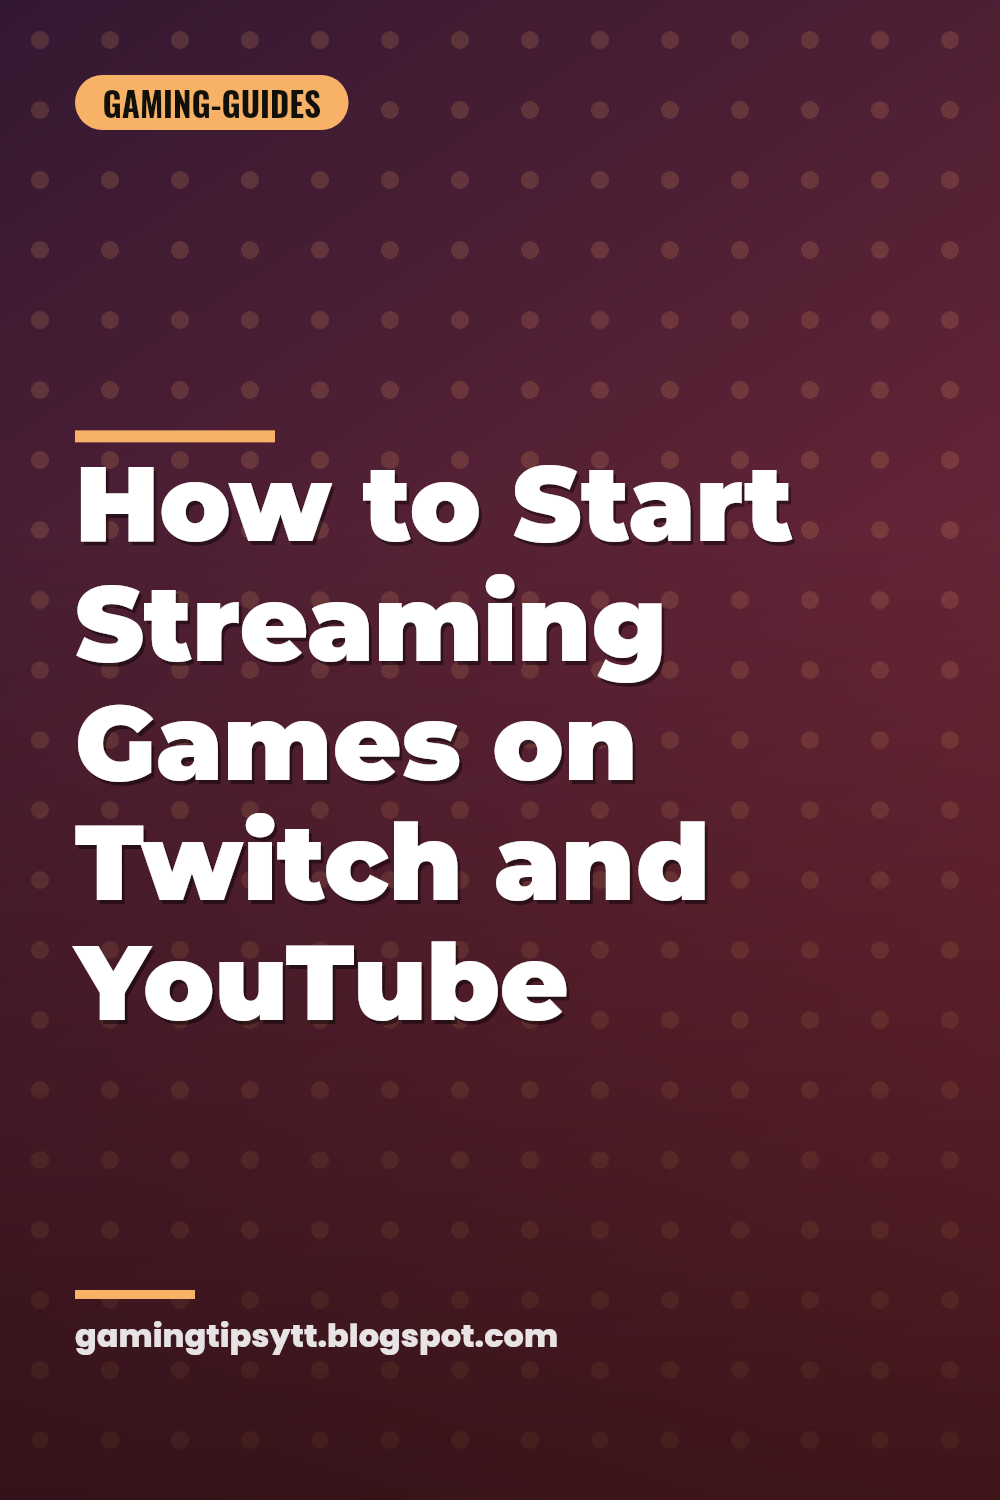 GAMING-GUIDES
How to Start
Streaming
Games on
Twitch and
YouTube
gamingtipsytt.blogspot.com